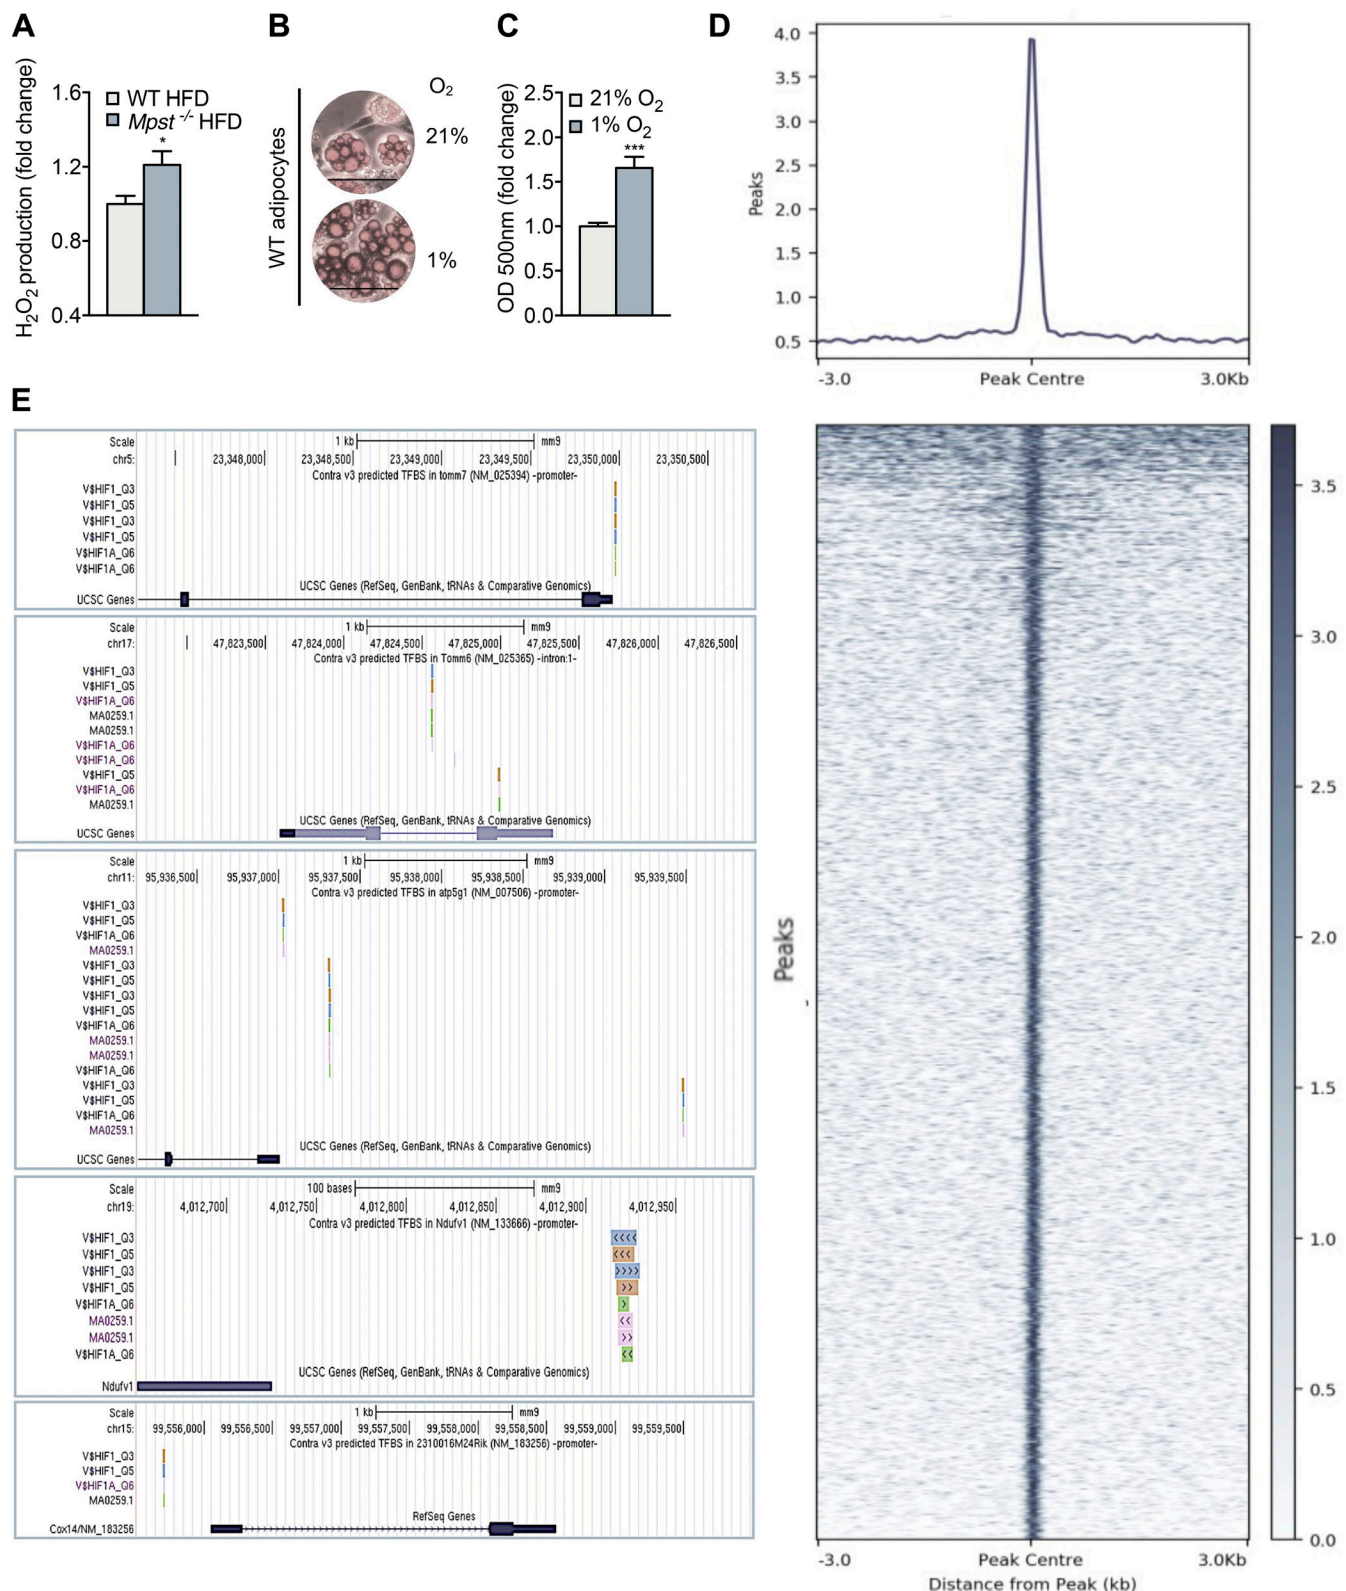 A
H2O2 production (fold change)
1.6
1.2
0.8
0.4
WT HFD
Mpst -/- HFD
*
B
WT adipocytes
O2
21%
1%
C
OD 500nm (fold change)
2.5
2.0
1.5
1.0
0.5
0.0
21% O2
1% O2
***
D
Peaks
4.0
3.5
3.0
2.5
2.0
1.5
1.0
0.5
-3.0 Peak Centre 3.0Kb
E
Scale 1 kb mm9
chr5: 23,348,000 23,348,500 23,349,000 23,349,500 23,350,000 23,350,500
Contra v3 predicted TFBS in tomm7 (NM_025394) -promoter-
V$HIF1_Q3
V$HIF1_Q5
V$HIF1_Q3
V$HIF1_Q5
V$HIF1A_Q6
V$HIF1A_Q6
UCSC Genes (RefSeq, GenBank, tRNAs & Comparative Genomics)
UCSC Genes
Scale 1 kb mm9
chr17: 47,823,500 47,824,000 47,824,500 47,825,000 47,825,500 47,826,000 47,826,500
Contra v3 predicted TFBS in Tomm6 (NM_025365) -intron:1-
V$HIF1_Q3
V$HIF1_Q5
V$HIF1A_Q6
MA0259.1
MA0259.1
V$HIF1A_Q6
V$HIF1A_Q6
V$HIF1_Q5
V$HIF1A_Q6
MA0259.1
UCSC Genes (RefSeq, GenBank, tRNAs & Comparative Genomics)
UCSC Genes
Scale 1 kb mm9
chr11: 95,936,500 95,937,000 95,937,500 95,938,000 95,938,500 95,939,000 95,939,500
Contra v3 predicted TFBS in atp5g1 (NM_007506) -promoter-
V$HIF1_Q3
V$HIF1_Q5
V$HIF1A_Q6
MA0259.1
V$HIF1_Q3
V$HIF1_Q5
V$HIF1_Q3
V$HIF1_Q5
V$HIF1A_Q6
MA0259.1
MA0259.1
V$HIF1A_Q6
V$HIF1_Q3
V$HIF1_Q5
V$HIF1A_Q6
MA0259.1
UCSC Genes (RefSeq, GenBank, tRNAs & Comparative Genomics)
UCSC Genes
Scale 100 bases mm9
chr19: 4,012,700 4,012,750 4,012,800 4,012,850 4,012,900 4,012,950
Contra v3 predicted TFBS in Ndufv1 (NM_133666) -promoter-
V$HIF1_Q3
V$HIF1_Q5
V$HIF1_Q3
V$HIF1_Q5
V$HIF1A_Q6
MA0259.1
MA0259.1
V$HIF1A_Q6
UCSC Genes (RefSeq, GenBank, tRNAs & Comparative Genomics)
Ndufv1
Scale 1 kb mm9
chr15: 99,556,000 99,556,500 99,557,000 99,557,500 99,558,000 99,558,500 99,559,000 99,559,500
Contra v3 predicted TFBS in 2310016M24Rik (NM_183256) -promoter-
V$HIF1_Q3
V$HIF1_Q5
V$HIF1A_Q6
MA0259.1
RefSeq Genes
Cox14/NM_183256
Peaks
3.5
3.0
2.5
2.0
1.5
1.0
0.5
0.0
-3.0 Peak Centre 3.0Kb
Distance from Peak (kb)